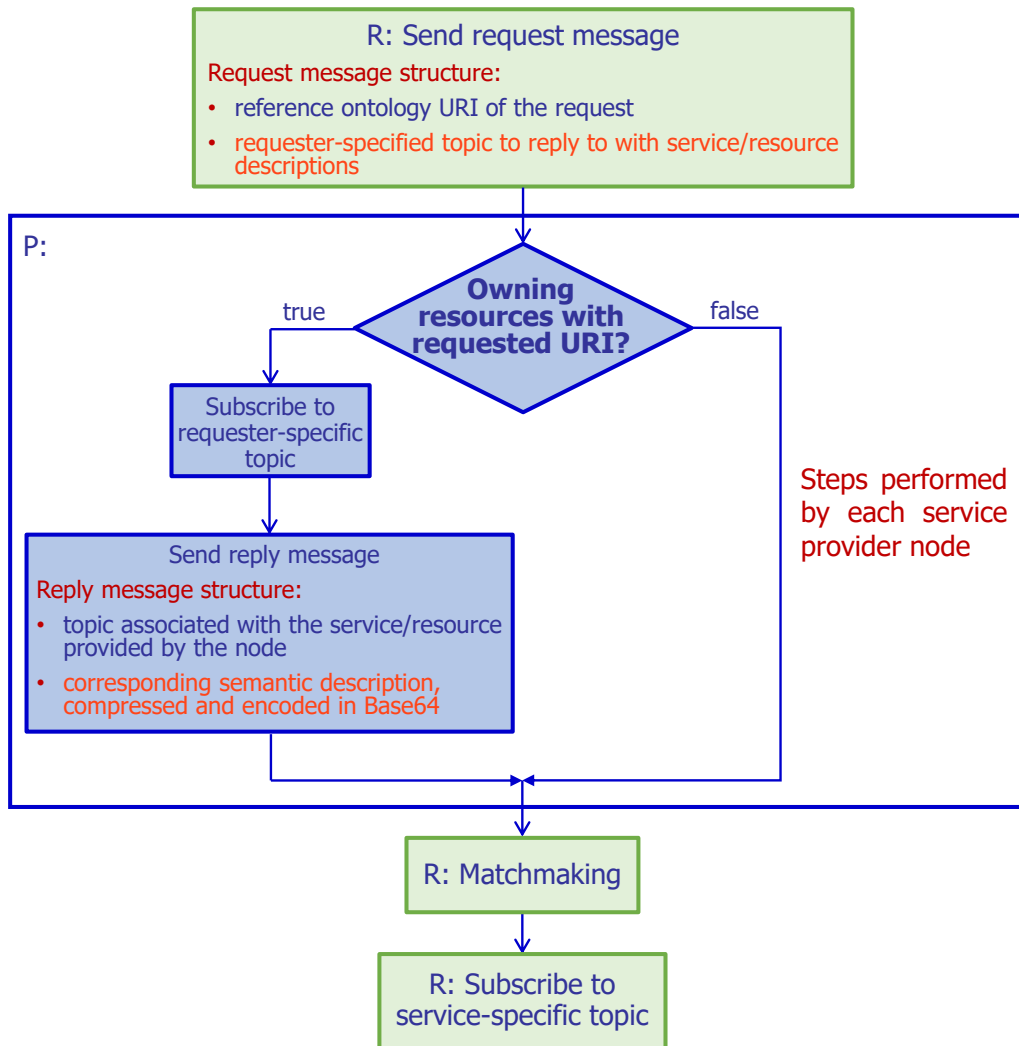 R: Send request message
Request message structure:
• reference ontology URI of the request
• requester-specified topic to reply to with service/resource
descriptions
P:
Owning
resources with
requested URI?
true
false
Subscribe to
requester-specific
topic
Steps performed
by each service
provider node
Send reply message
Reply message structure:
• topic associated with the service/resource
provided by the node
• corresponding semantic description,
compressed and encoded in Base64
R: Matchmaking
R: Subscribe to
service-specific topic